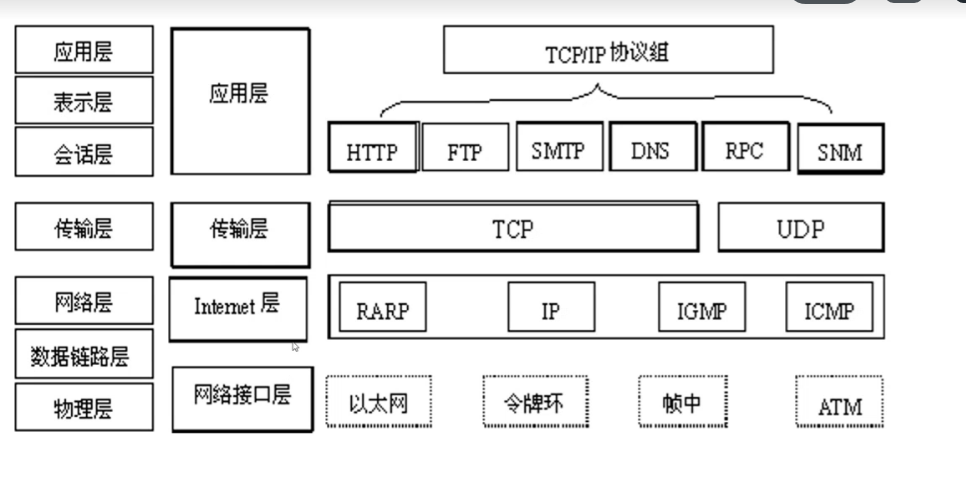 应用层
表示层
会话层
应用层
TCP/IP 协议组
HTTP
FTP
SMTP
DNS
RPC
SNM
传输层
传输层
TCP
UDP
网络层
数据链路层
物理层
Internet 层
RARP
IP
IGMP
ICMP
网络接口层
以太网
令牌环
帧中
ATM